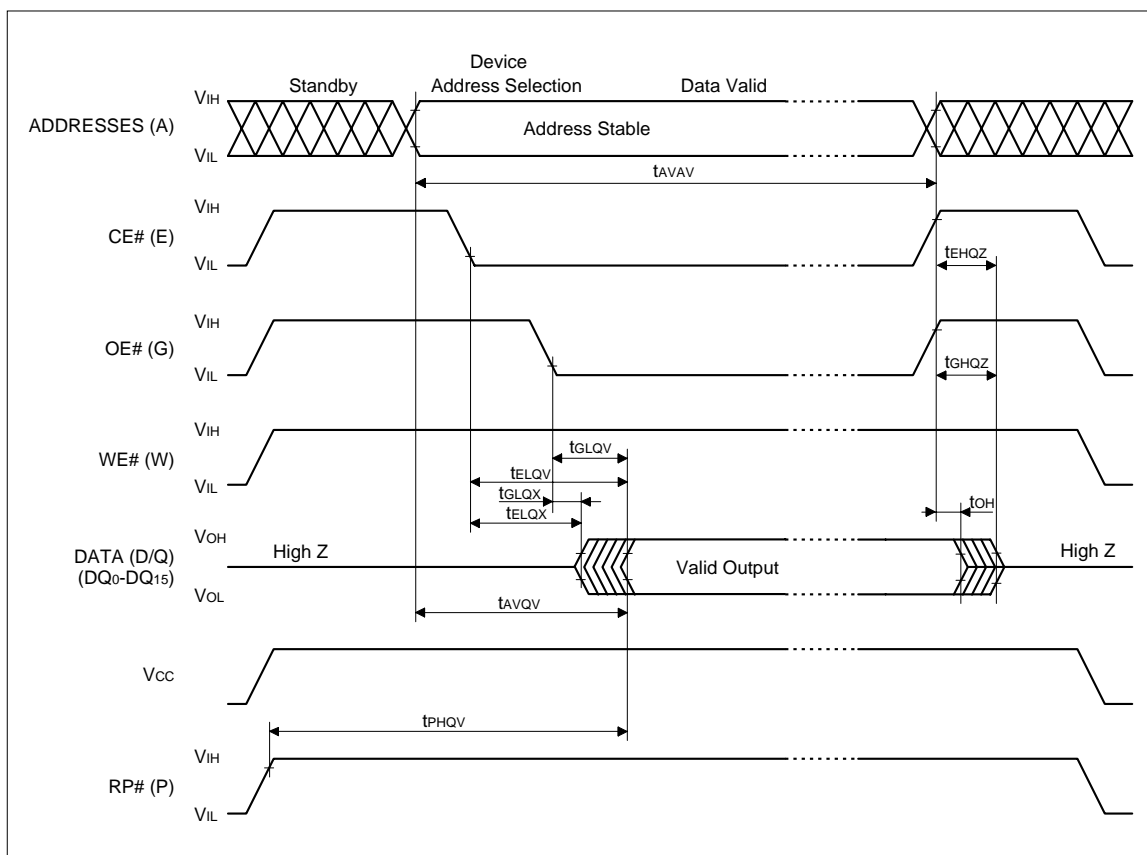 Device
Standby Address Selection Data Valid
VIH
ADDRESSES (A) Address Stable
VIL
tAVAV
VIH
CE# (E)
VIL
tEHQZ
VIH
OE# (G)
VIL
tGHQZ
VIH
WE# (W)
tGLQV
VIL
tELQV
tGLQX
tELQX
tOH
VOH
High Z
High Z
DATA (D/Q)
(DQ0-DQ15)
Valid Output
VOL
tAVQV
VCC
tPHQV
VIH
RP# (P)
VIL